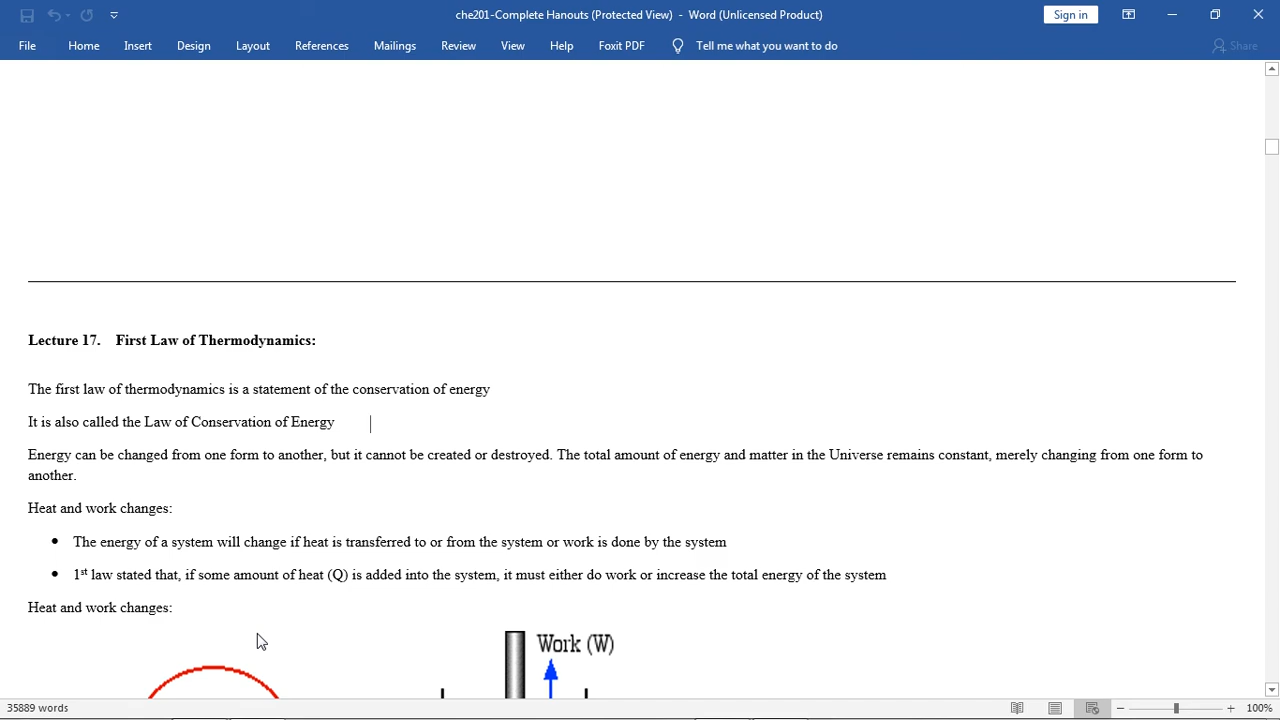 che201-Complete Hanouts (Protected View) - Word (Unlicensed Product)
Sign in
File Home Insert Design Layout References Mailings Review View Help Foxit PDF Tell me what you want to do Share
Lecture 17. First Law of Thermodynamics:
The first law of thermodynamics is a statement of the conservation of energy
It is also called the Law of Conservation of Energy
Energy can be changed from one form to another, but it cannot be created or destroyed. The total amount of energy and matter in the Universe remains constant, merely changing from one form to
another.
Heat and work changes:
• The energy of a system will change if heat is transferred to or from the system or work is done by the system
• 1st law stated that, if some amount of heat (Q) is added into the system, it must either do work or increase the total energy of the system
Heat and work changes:
Work (W)
35889 words
100%